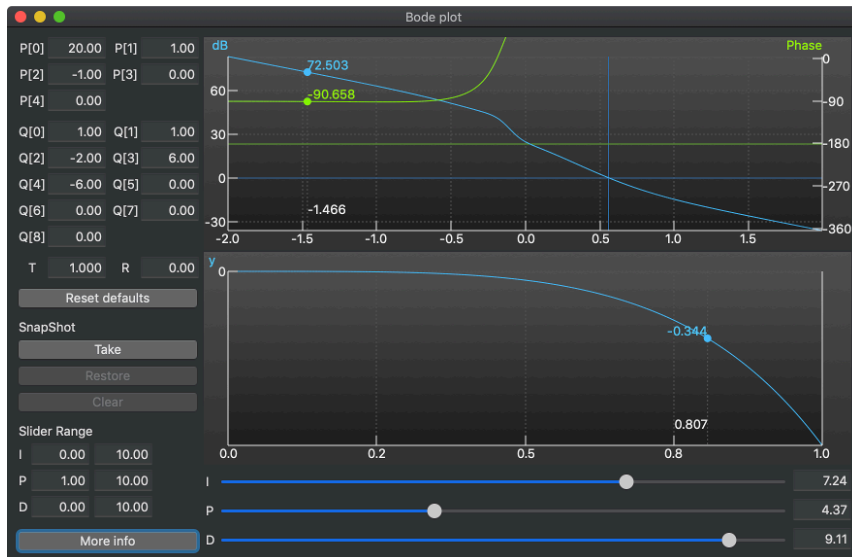 Bode plot
P[0] 20.00 P[1] 1.00
P[2] -1.00 P[3] 0.00
P[4] 0.00
Q[0] 1.00 Q[1] 1.00
Q[2] -2.00 Q[3] 6.00
Q[4] -6.00 Q[5] 0.00
Q[6] 0.00 Q[7] 0.00
Q[8] 0.00
T 1.000 R 0.00
Reset defaults
SnapShot
Take
Restore
Clear
Slider Range
I 0.00 10.00
P 1.00 10.00
D 0.00 10.00
More info
dB Phase
72.503 0
60 -90.658 -90
30 -180
0 -270
-1.466
-30 -360
-2.0 -1.5 -1.0 -0.5 0.0 0.5 1.0 1.5
y
0
-0.344
0.807
0.0 0.2 0.5 0.8 1.0
I 7.24
P 4.37
D 9.11